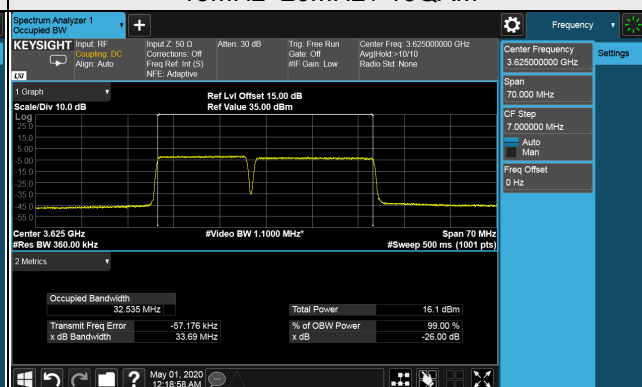 Spectrum Analyzer 1
Occupied BW
Frequency
KEYSIGHT
Input: RF
Coupling: DC
Align: Auto
Input Z: 50 Ω
Corrections: Off
Freq Ref: Int (S)
NFE: Adaptive
Atten: 30 dB
Trig: Free Run
Gate: Off
#IF Gain: Low
Center Freq: 3.625000000 GHz
Avg|Hold:>10/10
Radio Std: None
LXI
Center Frequency
3.625000000 GHz
Settings
Span
70.000 MHz
CF Step
7.000000 MHz
Auto
Man
Freq Offset
0 Hz
1 Graph
Scale/Div 10.0 dB
Ref Lvl Offset 15.00 dB
Ref Value 35.00 dBm
Log
25.0
15.0
5.00
-5.00
-15.0
-25.0
-35.0
-45.0
-55.0
Center 3.625 GHz
#Res BW 360.00 kHz
#Video BW 1.1000 MHz*
Span 70 MHz
#Sweep 500 ms (1001 pts)
2 Metrics
Occupied Bandwidth
32.535 MHz
Total Power 16.1 dBm
Transmit Freq Error -57.176 kHz
% of OBW Power 99.00 %
x dB Bandwidth 33.69 MHz
x dB -26.00 dB
May 01, 2020
12:18:58 AM